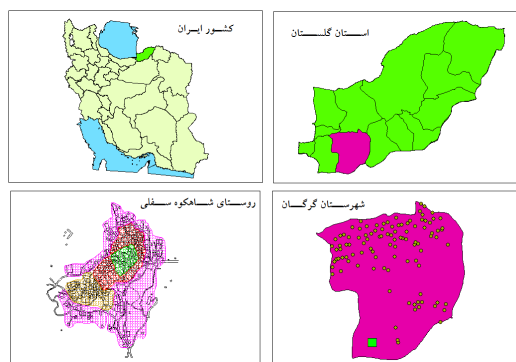 کشور ایران
استان گلستان
روستای شاهکوه سفلی
شهرستان گرگان